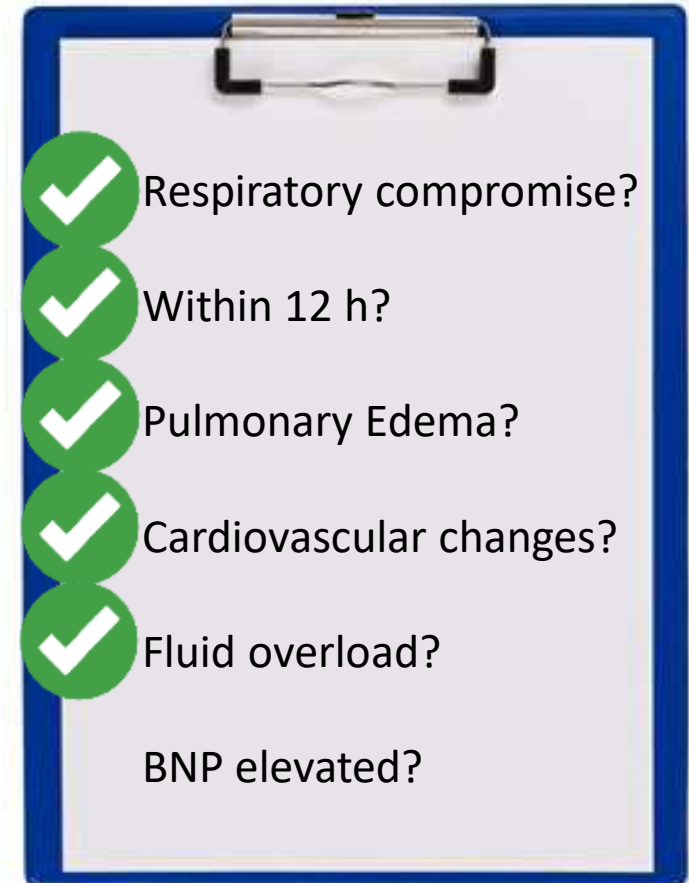 Respiratory compromise?
Within 12 h?
Pulmonary Edema?
Cardiovascular changes?
Fluid overload?
BNP elevated?